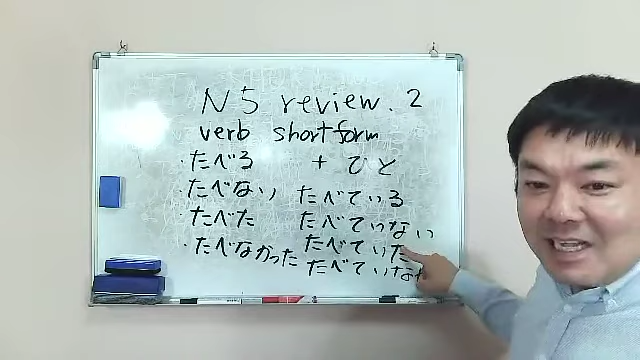 N5 review. 2
verb short form
・たべる + ひと
・たべない たべている
・たべた たべていない
・たべなかった たべていた
たべていなか